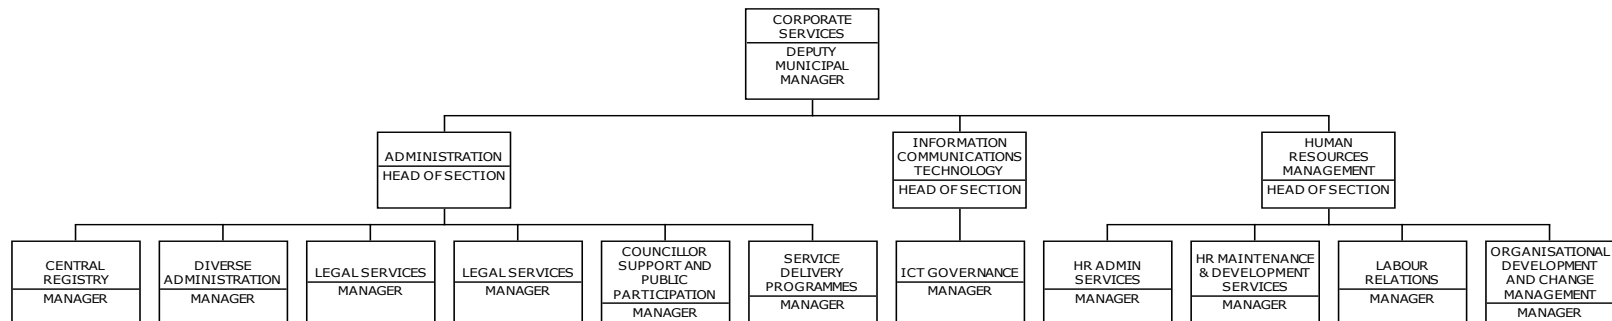 CORPORATE
SERVICES
DEPUTY
MUNICIPAL
MANAGER
ADMINISTRATION
HEAD OF SECTION
INFORMATION
COMMUNICATIONS
TECHNOLOGY
HEAD OF SECTION
HUMAN
RESOURCES
MANAGEMENT
HEAD OF SECTION
CENTRAL
REGISTRY
MANAGER
DIVERSE
ADMINISTRATION
MANAGER
LEGAL SERVICES
MANAGER
LEGAL SERVICES
MANAGER
COUNCILLOR
SUPPORT AND
PUBLIC
PARTICIPATION
MANAGER
SERVICE
DELIVERY
PROGRAMMES
MANAGER
ICT GOVERNANCE
MANAGER
HR ADMIN
SERVICES
MANAGER
HR MAINTENANCE
& DEVELOPMENT
SERVICES
MANAGER
LABOUR
RELATIONS
MANAGER
ORGANISATIONAL
DEVELOPMENT
AND CHANGE
MANAGEMENT
MANAGER